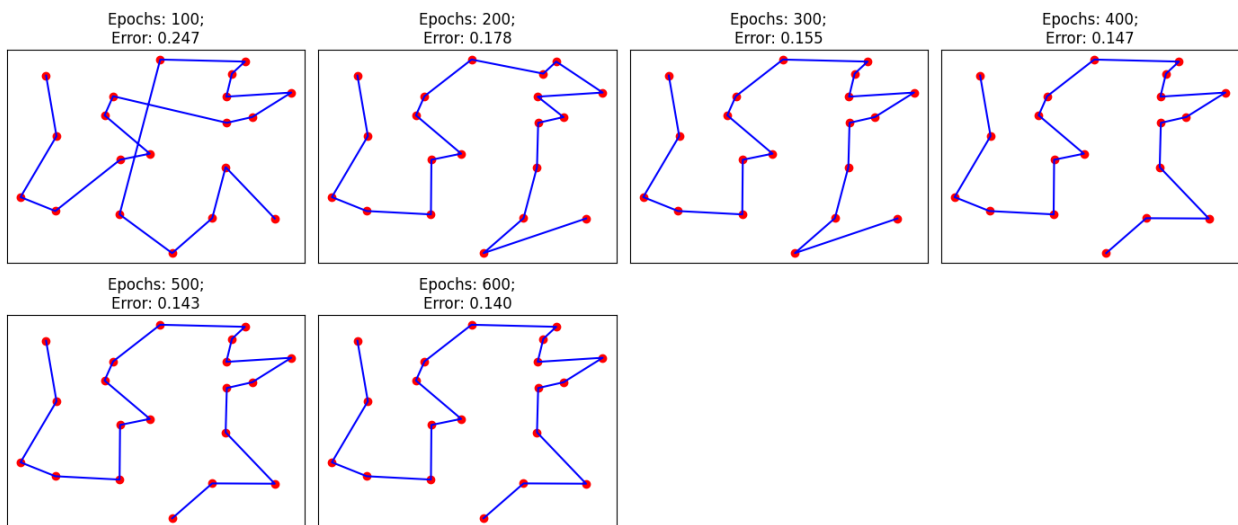 Epochs: 100;
Error: 0.247
Epochs: 200;
Error: 0.178
Epochs: 300;
Error: 0.155
Epochs: 400;
Error: 0.147
Epochs: 500;
Error: 0.143
Epochs: 600;
Error: 0.140